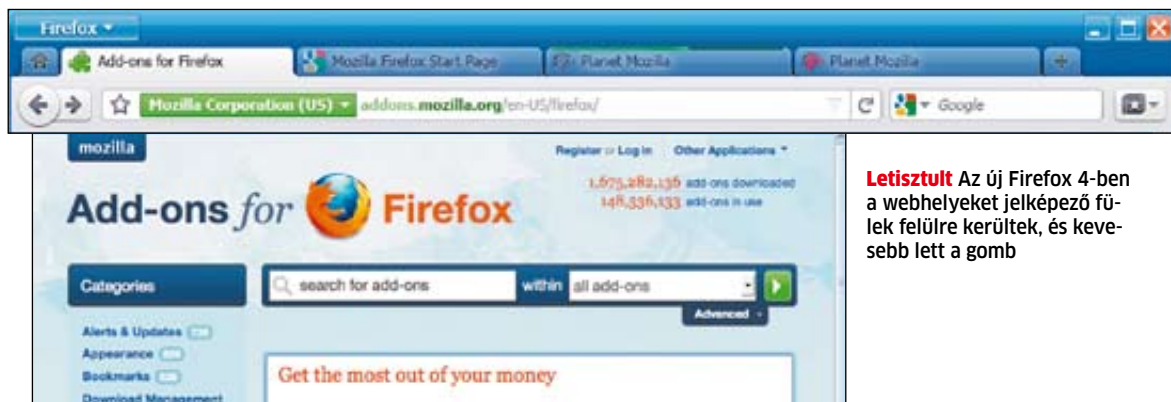 Firefox
Add-ons for Firefox
Mozilla Firefox Start Page
Planet Mozilla
Planet Mozilla
Mozilla Corporation (US)
addons.mozilla.org/en-US/firefox/
Google
mozilla
Register or Log in
Other Applications
Add-ons for Firefox
1,675,282,136 add-ons downloaded
148,336,133 add-ons in use
Categories
search for add-ons
within
all add-ons
Advanced
Alerts & Updates
Appearance
Bookmarks
Download Management
Get the most out of your money
Letisztult Az új Firefox 4-ben
a webhelyeket jelképező fü-
lek felülre kerültek, és keve-
sebb lett a gomb